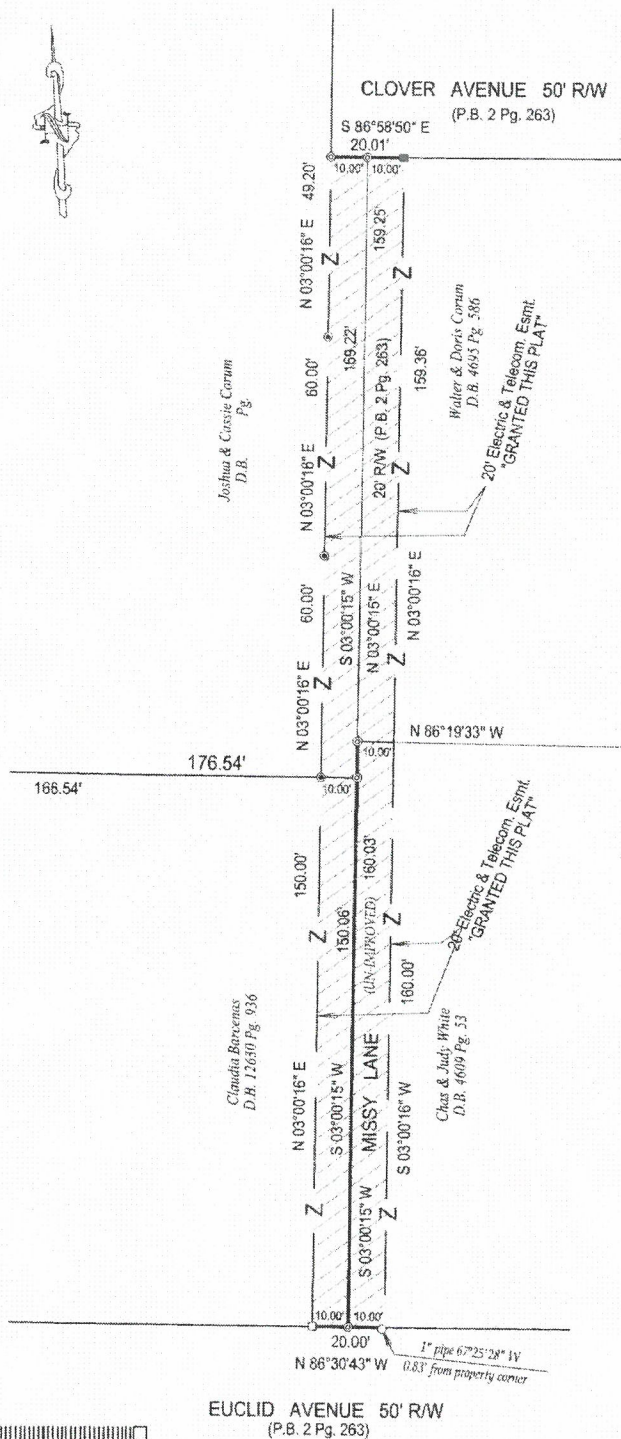 CLOVER AVENUE 50' R/W
(P.B. 2 Pg. 263)
S 86°58'50" E
20.01'
10.00'
10.00'
49.20'
N 03°00'16" E
Z
Z
159.25'
169.22'
20' R/W (P.B. 2 Pg. 263)
159.36'
Walter & Doris Corum
D.B. 4695 Pg. 586
20' Electric & Telecom. Esmt.
"GRANTED THIS PLAT"
60.00'
N 03°00'16" E
Z
Z
Joshua & Cassie Corum
D.B. Pg.
60.00'
N 03°00'16" E
Z
Z
S 03°00'15" W
N 03°00'15" E
N 03°00'16" E
N 86°19'33" W
10.00'
176.54'
166.54'
10.00'
150.00'
150.06'
160.03'
(UN-IMPROVED)
160.00'
Z
Z
20' Electric & Telecom. Esmt.
"GRANTED THIS PLAT"
Claudia Barcenas
D.B. 12630 Pg. 936
N 03°00'16" E
S 03°00'15" W
MISSY LANE
Chas & Judy White
D.B. 4609 Pg. 53
S 03°00'16" W
S 03°00'15" W
Z
Z
10.00'
10.00'
20.00'
N 86°30'43" W
1" pipe 67°25'28" W
0.83' from property corner
EUCLID AVENUE 50' R/W
(P.B. 2 Pg. 263)